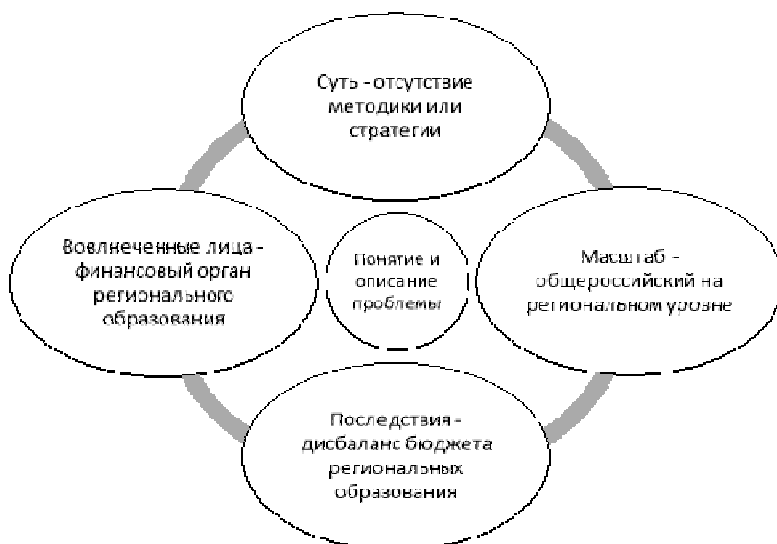 Суть - отсутствие
методики или
стратегии
Вовлнеченные лица -
финансовый орган
регионального
образования
Понятие и
описание
проблемы
Масштаб -
общероссийский на
региональном уровне
Последствия -
дисбаланс бюджета
региональных
образования